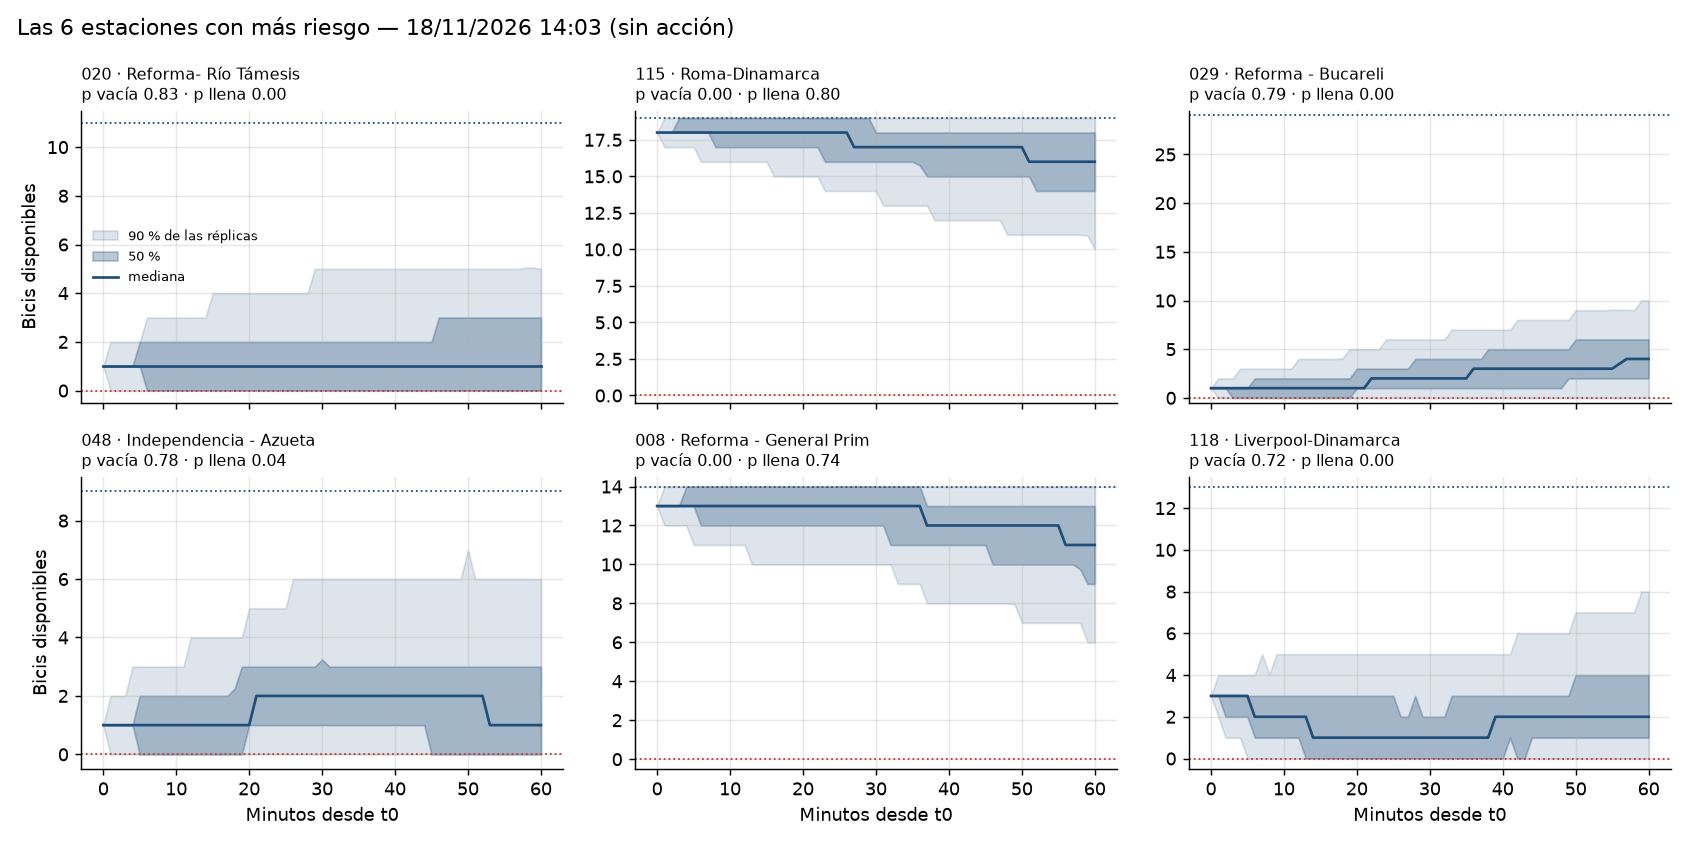 Las 6 estaciones con más riesgo — 18/11/2026 14:03 (sin acción)
020 · Reforma- Río Támesis
p vacía 0.83 · p llena 0.00
10
8
6
4
2
0
Bicis disponibles
90 % de las réplicas
50 %
mediana
115 · Roma-Dinamarca
p vacía 0.00 · p llena 0.80
17.5
15.0
12.5
10.0
7.5
5.0
2.5
0.0
029 · Reforma - Bucareli
p vacía 0.79 · p llena 0.00
25
20
15
10
5
0
048 · Independencia - Azueta
p vacía 0.78 · p llena 0.04
8
6
4
2
0
Bicis disponibles
0 10 20 30 40 50 60
Minutos desde t0
008 · Reforma - General Prim
p vacía 0.00 · p llena 0.74
14
12
10
8
6
4
2
0
0 10 20 30 40 50 60
Minutos desde t0
118 · Liverpool-Dinamarca
p vacía 0.72 · p llena 0.00
12
10
8
6
4
2
0
0 10 20 30 40 50 60
Minutos desde t0